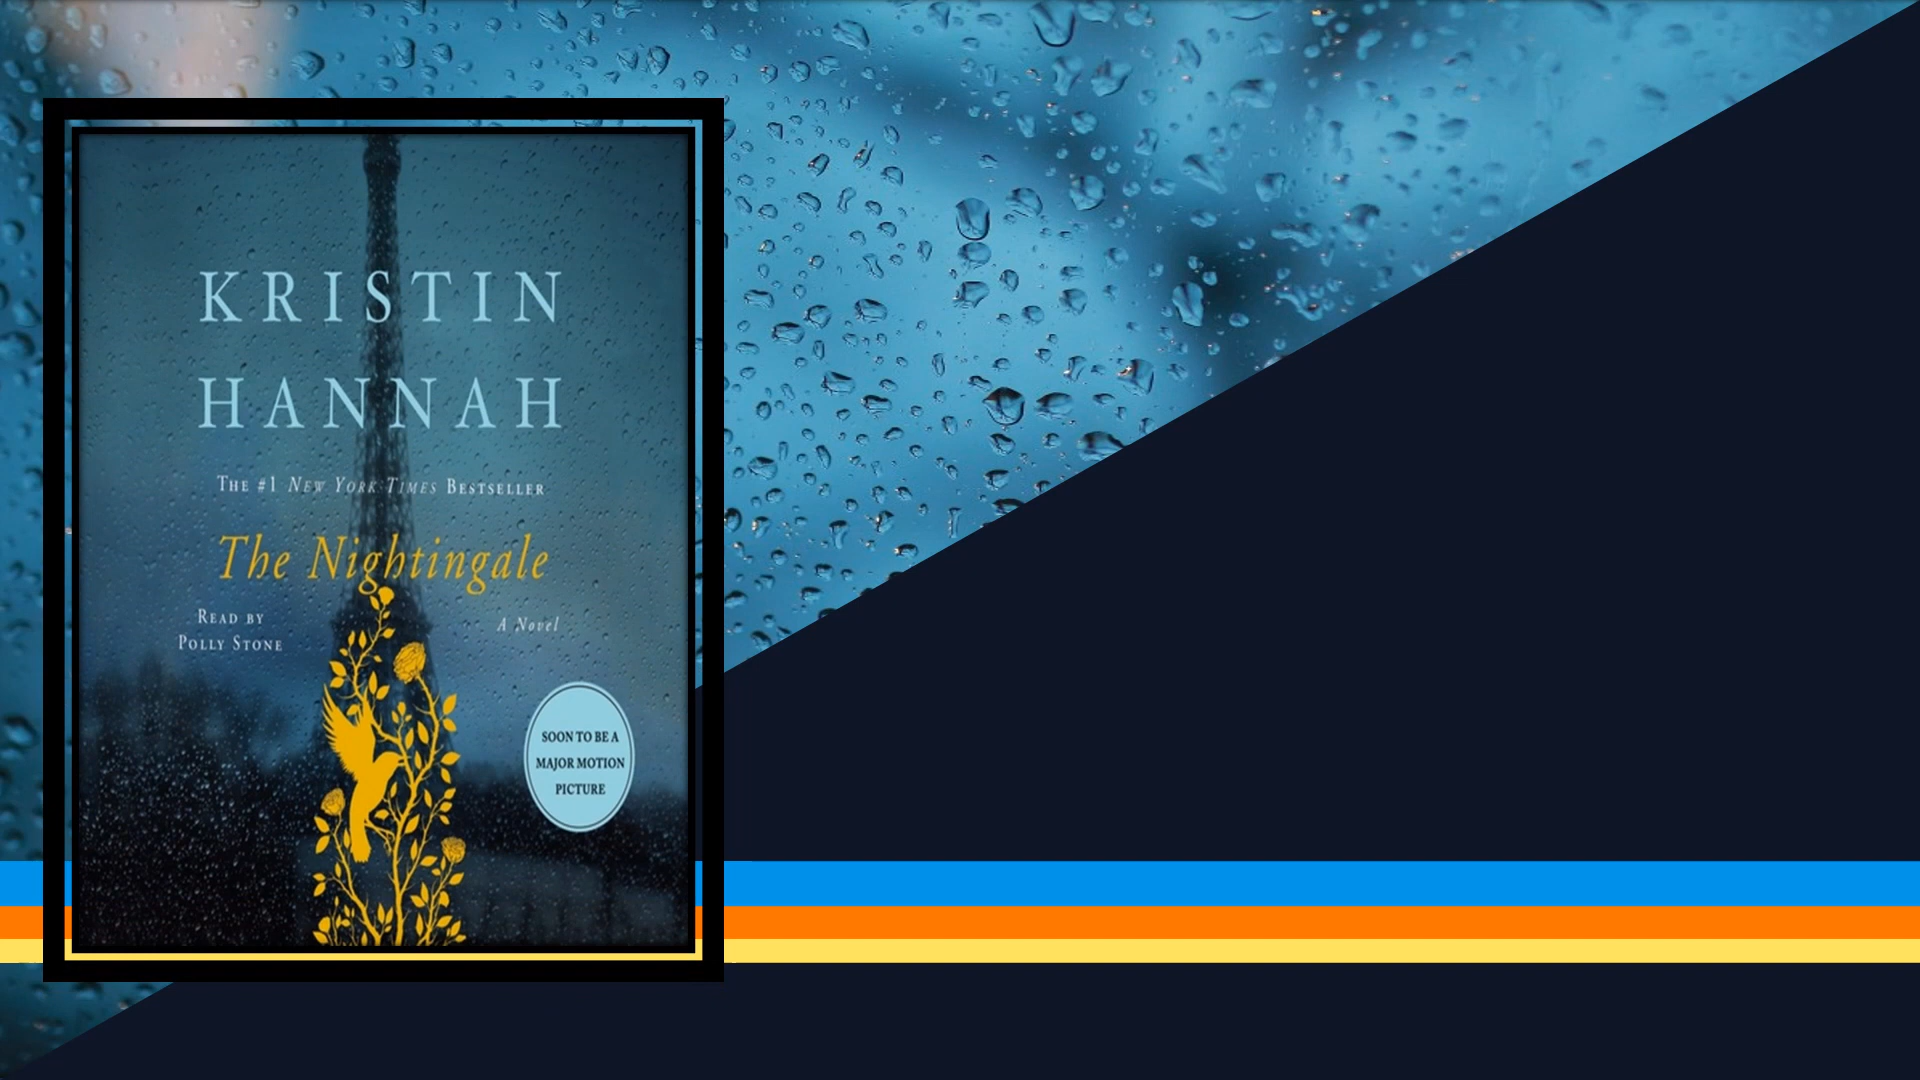 KRISTIN
HANNAH
THE #1 NEW YORK TIMES BESTSELLER
The Nightingale
READ BY
POLLY STONE
A Novel
SOON TO BE A
MAJOR MOTION
PICTURE